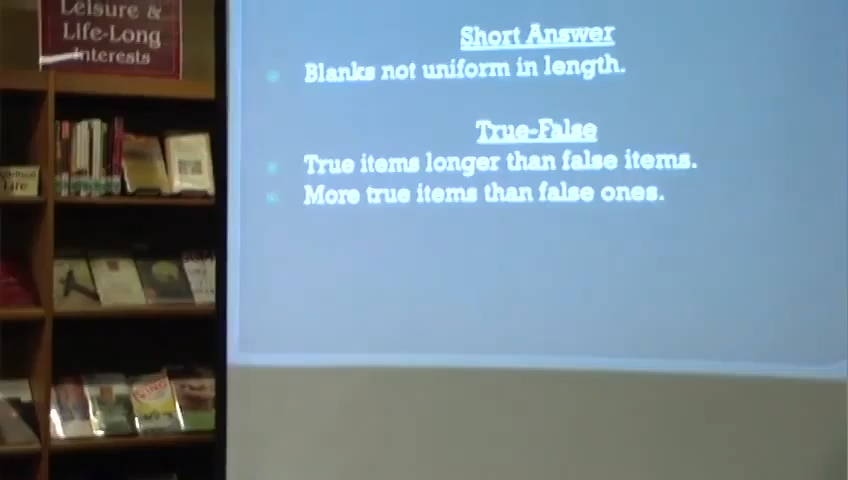 Leisure &
Life-Long
Interests
Short Answer
Blanks not uniform in length.
True-False
True items longer than false items.
More true items than false ones.
Life